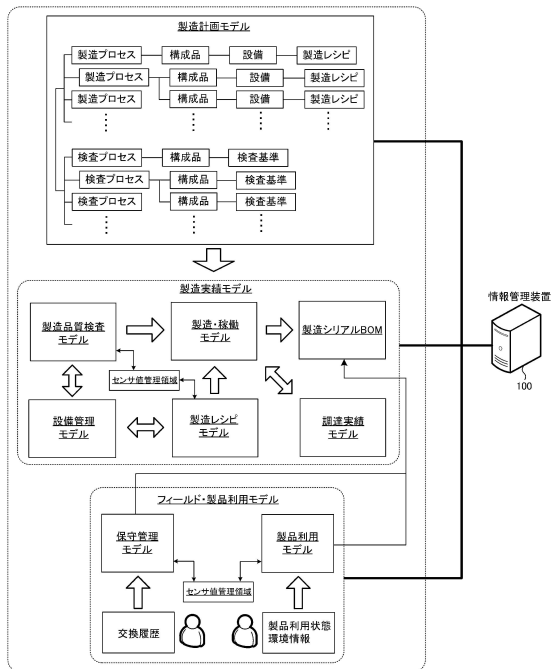 製造計画モデル
製造プロセス 構成品 設備 製造レシピ
製造プロセス 構成品 設備 製造レシピ
製造プロセス 構成品 設備 製造レシピ
検査プロセス 構成品 検査基準
検査プロセス 構成品 検査基準
検査プロセス 構成品 検査基準
製造実績モデル
製造品質検査
モデル
製造・稼働
モデル
製造シリアルBOM
センサ値管理領域
設備管理
モデル
製造レシピ
モデル
調達実績
モデル
情報管理装置
100
フィールド・製品利用モデル
保守管理
モデル
製品利用
モデル
センサ値管理領域
交換履歴
製品利用状態
環境情報